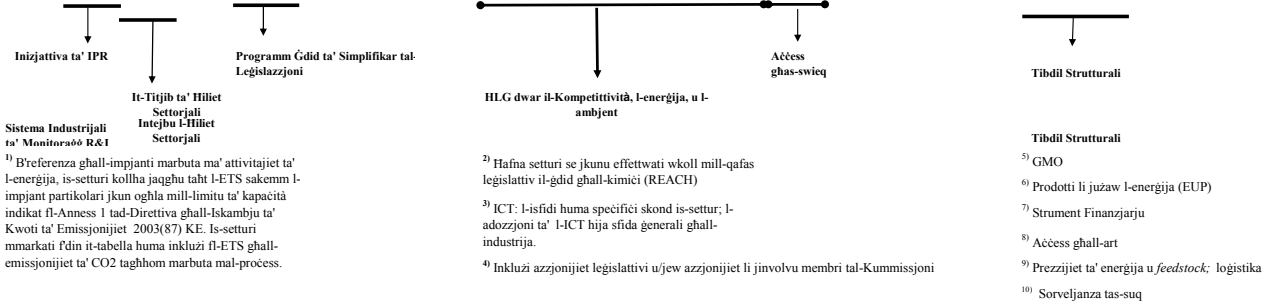 Inizjattiva ta' IPR
Programm Ġdid ta' Simplifikar tal-
Leġislazzjoni
Aċċess
għas-swieq
Tibdil Strutturali
It-Titjib ta' Ħiliet
Settorjali
HLG dwar il-Kompetittività, l-enerġija, u l-
ambjent
Sistema Industrijali
ta' Monitoraġġ R&I
Intejbu l-Ħiliet
Settorjali
Tibdil Strutturali
1) B'referenza għall-impjanti marbuta ma' attivitajiet ta'
l-enerġija, is-setturi kollha jaqgħu taħt l-ETS sakemm l-
impjant partikolari jkun ogħla mill-limitu ta' kapaċità
indikat fl-Anness 1 tad-Direttiva għall-Iskambju ta'
Kwoti ta' Emissjonijiet 2003(87) KE. Is-setturi
mmarkati f'din it-tabella huma inklużi fl-ETS għall-
emissjonijiet ta' CO2 tagħhom marbuta mal-proċess.
2) Ħafna setturi se jkunu effettwati wkoll mill-qafas
leġislattiv il-ġdid għall-kimiċi (REACH)
3) ICT: l-isfidi huma speċifiċi skond is-settur; l-
adozzjoni ta' l-ICT hija sfida ġenerali għall-
industrija.
4) Inklużi azzjonijiet leġislattivi u/jew azzjonijiet li jinvolvu membri tal-Kummissjoni
5) GMO
6) Prodotti li jużaw l-enerġija (EUP)
7) Strument Finanzjarju
8) Aċċess għall-art
9) Prezzijiet ta' enerġija u feedstock; loġistika
10) Sorveljanza tas-suq